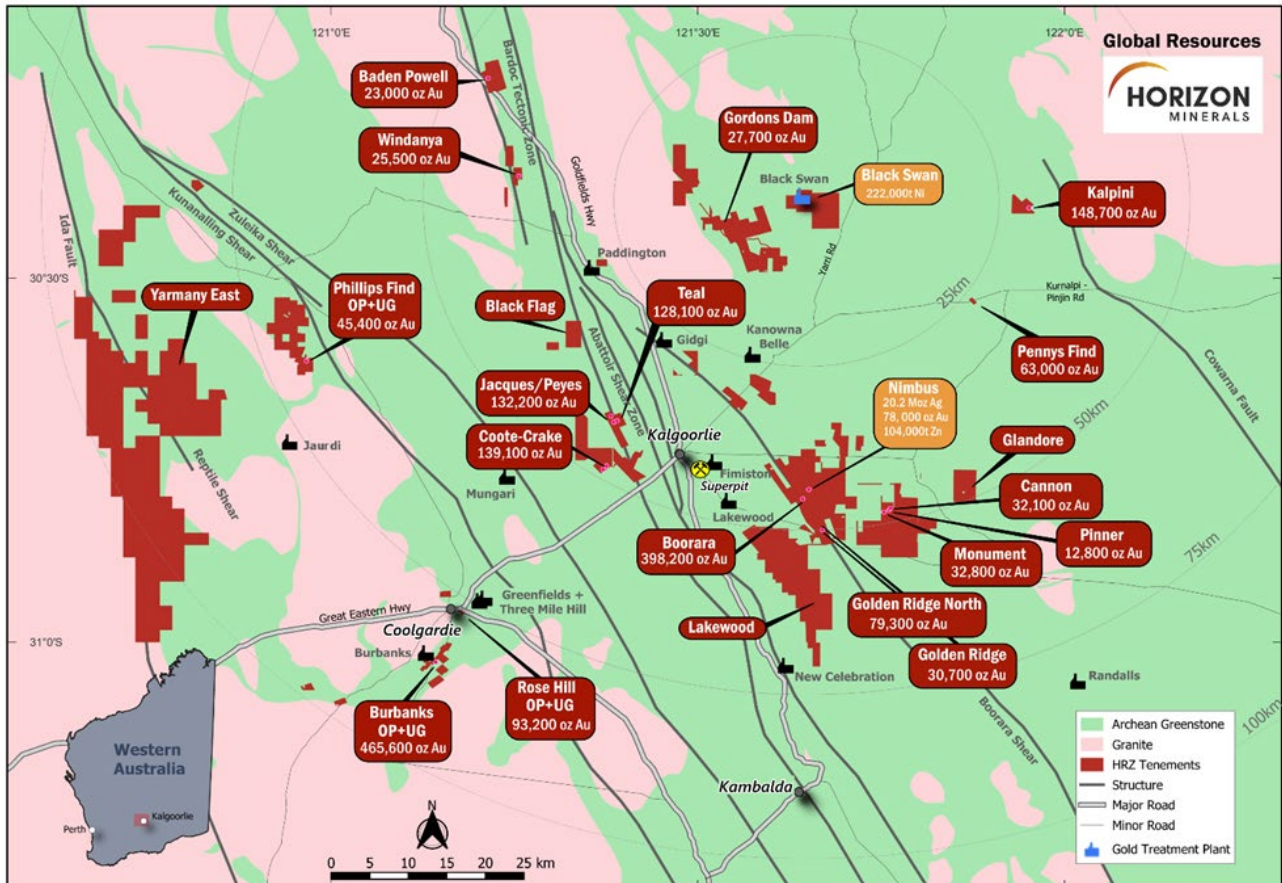 121°0'E
121°30'E
122°0'E
Global Resources
HORIZON
MINERALS
Baden Powell
23,000 oz Au
Bardoc Tectonic Zone
Windanya
25,500 oz Au
Goldfields Hwy
Gordons Dam
27,700 oz Au
Black Swan
Black Swan
222,000t Ni
Kalpini
148,700 oz Au
Ida Fault
Kunanalling Shear
Zuleika Shear
Paddington
Yarri Rd
25km
Kurnalpi -
Pinjin Rd
30°30'S
Yarmany East
Phillips Find
OP+UG
45,400 oz Au
Black Flag
Teal
128,100 oz Au
Abattoir Shear Zone
Gidgi
Kanowna
Belle
Pennys Find
63,000 oz Au
Cowarna Fault
Jacques/Peyes
132,200 oz Au
Nimbus
20.2 Moz Ag
78,000 oz Au
104,000t Zn
50km
Coote-Crake
139,100 oz Au
Kalgoorlie
Glandore
Jaurdi
Reptile Shear
Mungari
Fimiston
Superpit
Lakewood
Cannon
32,100 oz Au
Boorara
398,200 oz Au
Pinner
12,800 oz Au
Monument
32,800 oz Au
75km
Great Eastern Hwy
Greenfields +
Three Mile Hill
Golden Ridge North
79,300 oz Au
Lakewood
31°0'S
Coolgardie
Burbanks
Golden Ridge
30,700 oz Au
New Celebration
Randalls
Rose Hill
OP+UG
93,200 oz Au
Burbanks
OP+UG
465,600 oz Au
Boorara Shear
100km
Western
Australia
Kambalda
Perth
Kalgoorlie
N
0 5 10 15 20 25 km
Archean Greenstone
Granite
HRZ Tenements
Structure
Major Road
Minor Road
Gold Treatment Plant